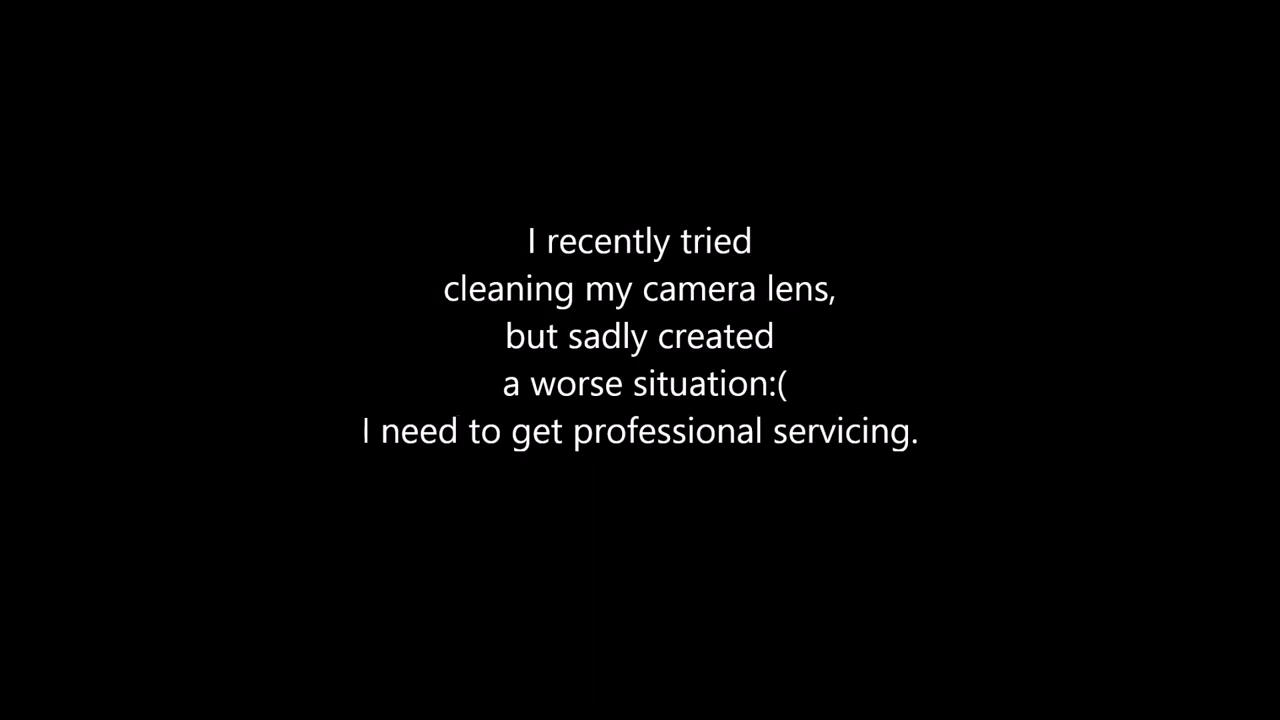 I recently tried
cleaning my camera lens,
but sadly created
a worse situation:(
I need to get professional servicing.